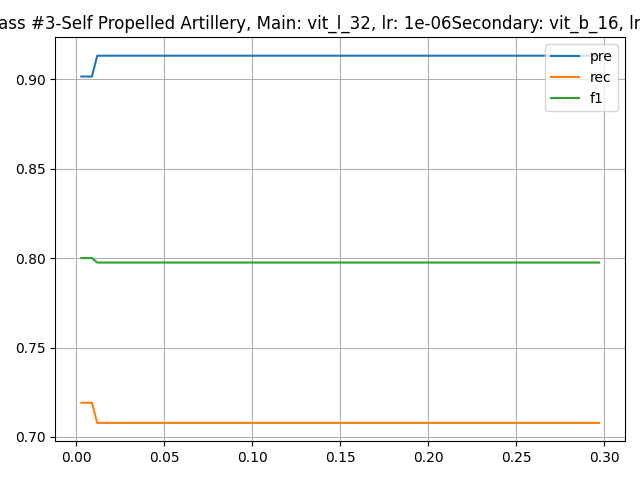 ass #3-Self Propelled Artillery, Main: vit_l_32, lr: 1e-06Secondary: vit_b_16, lr
pre
rec
f1
0.90
0.85
0.80
0.75
0.70
0.00 0.05 0.10 0.15 0.20 0.25 0.30